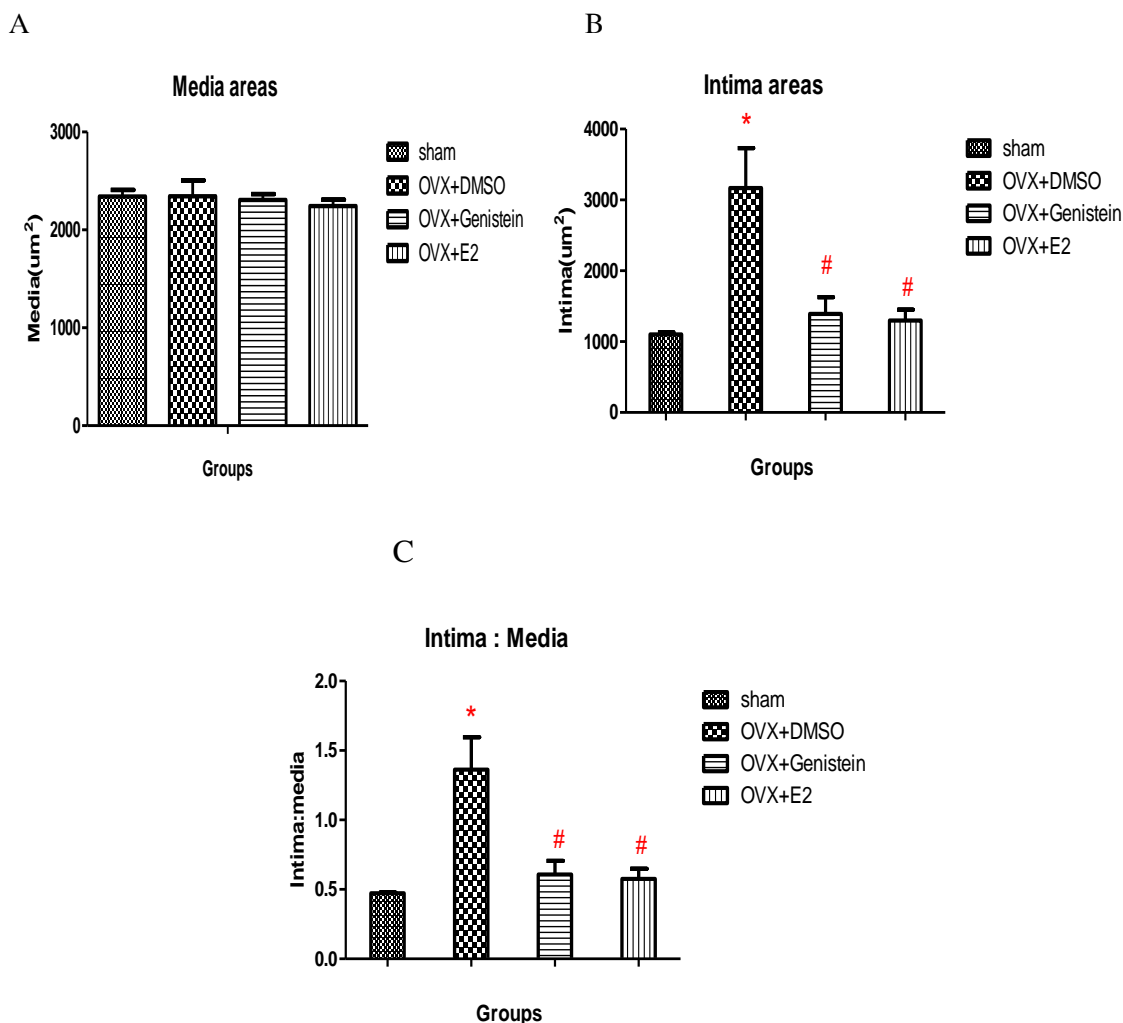 A
Media areas
3000
2000
1000
0
Media(um²)
Groups
sham
OVX+DMSO
OVX+Genistein
OVX+E2
B
Intima areas
4000
3000
2000
1000
0
Intima(um²)
*
#
#
Groups
sham
OVX+DMSO
OVX+Genistein
OVX+E2
C
Intima : Media
2.0
1.5
1.0
0.5
0.0
Intima:media
*
#
#
Groups
sham
OVX+DMSO
OVX+Genistein
OVX+E2